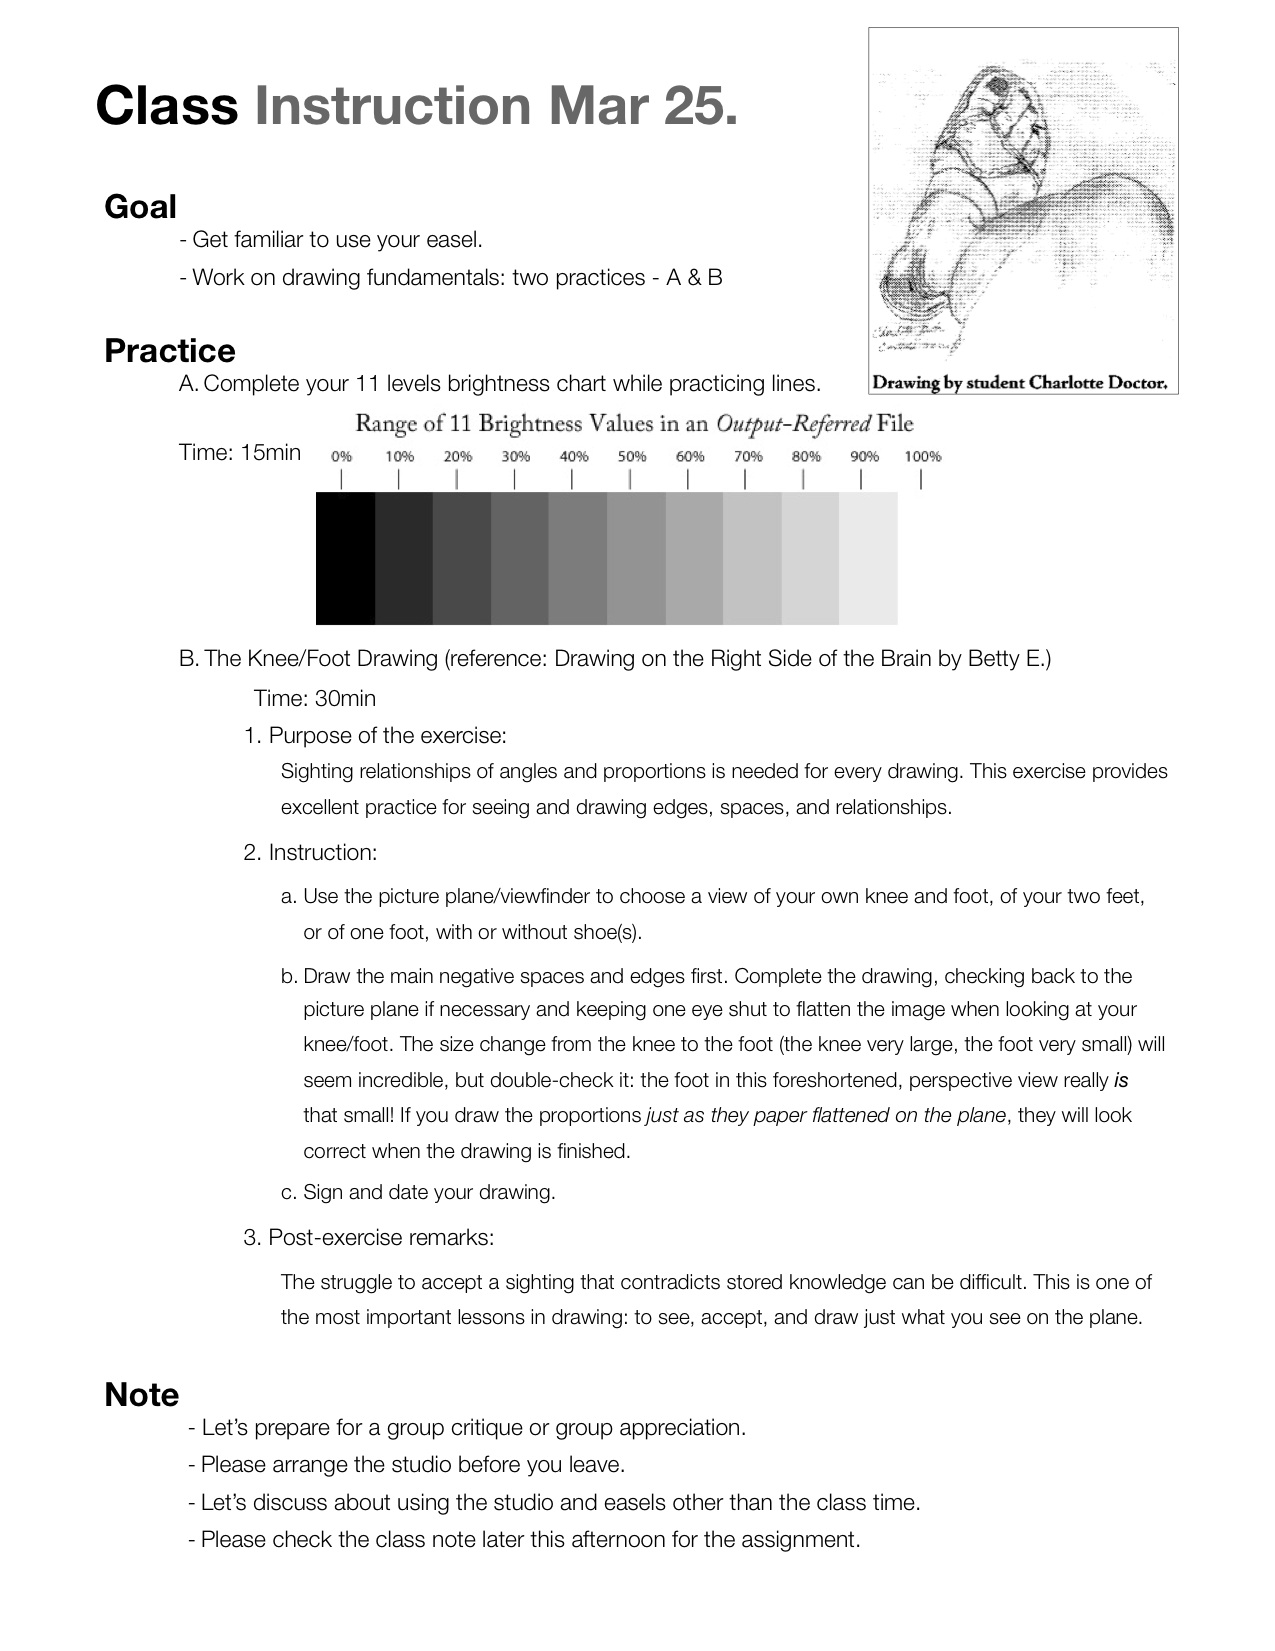 Class Instruction Mar 25.
Drawing by student Charlotte Doctor.
Goal
- Get familiar to use your easel.
- Work on drawing fundamentals: two practices - A & B
Practice
A. Complete your 11 levels brightness chart while practicing lines.
Range of 11 Brightness Values in an Output-Referred File
Time: 15min
0% 10% 20% 30% 40% 50% 60% 70% 80% 90% 100%
B. The Knee/Foot Drawing (reference: Drawing on the Right Side of the Brain by Betty E.)
Time: 30min
1. Purpose of the exercise:
Sighting relationships of angles and proportions is needed for every drawing. This exercise provides
excellent practice for seeing and drawing edges, spaces, and relationships.
2. Instruction:
a. Use the picture plane/viewfinder to choose a view of your own knee and foot, of your two feet,
or of one foot, with or without shoe(s).
b. Draw the main negative spaces and edges first. Complete the drawing, checking back to the
picture plane if necessary and keeping one eye shut to flatten the image when looking at your
knee/foot. The size change from the knee to the foot (the knee very large, the foot very small) will
seem incredible, but double-check it: the foot in this foreshortened, perspective view really is
that small! If you draw the proportions just as they paper flattened on the plane, they will look
correct when the drawing is finished.
c. Sign and date your drawing.
3. Post-exercise remarks:
The struggle to accept a sighting that contradicts stored knowledge can be difficult. This is one of
the most important lessons in drawing: to see, accept, and draw just what you see on the plane.
Note
- Let’s prepare for a group critique or group appreciation.
- Please arrange the studio before you leave.
- Let’s discuss about using the studio and easels other than the class time.
- Please check the class note later this afternoon for the assignment.